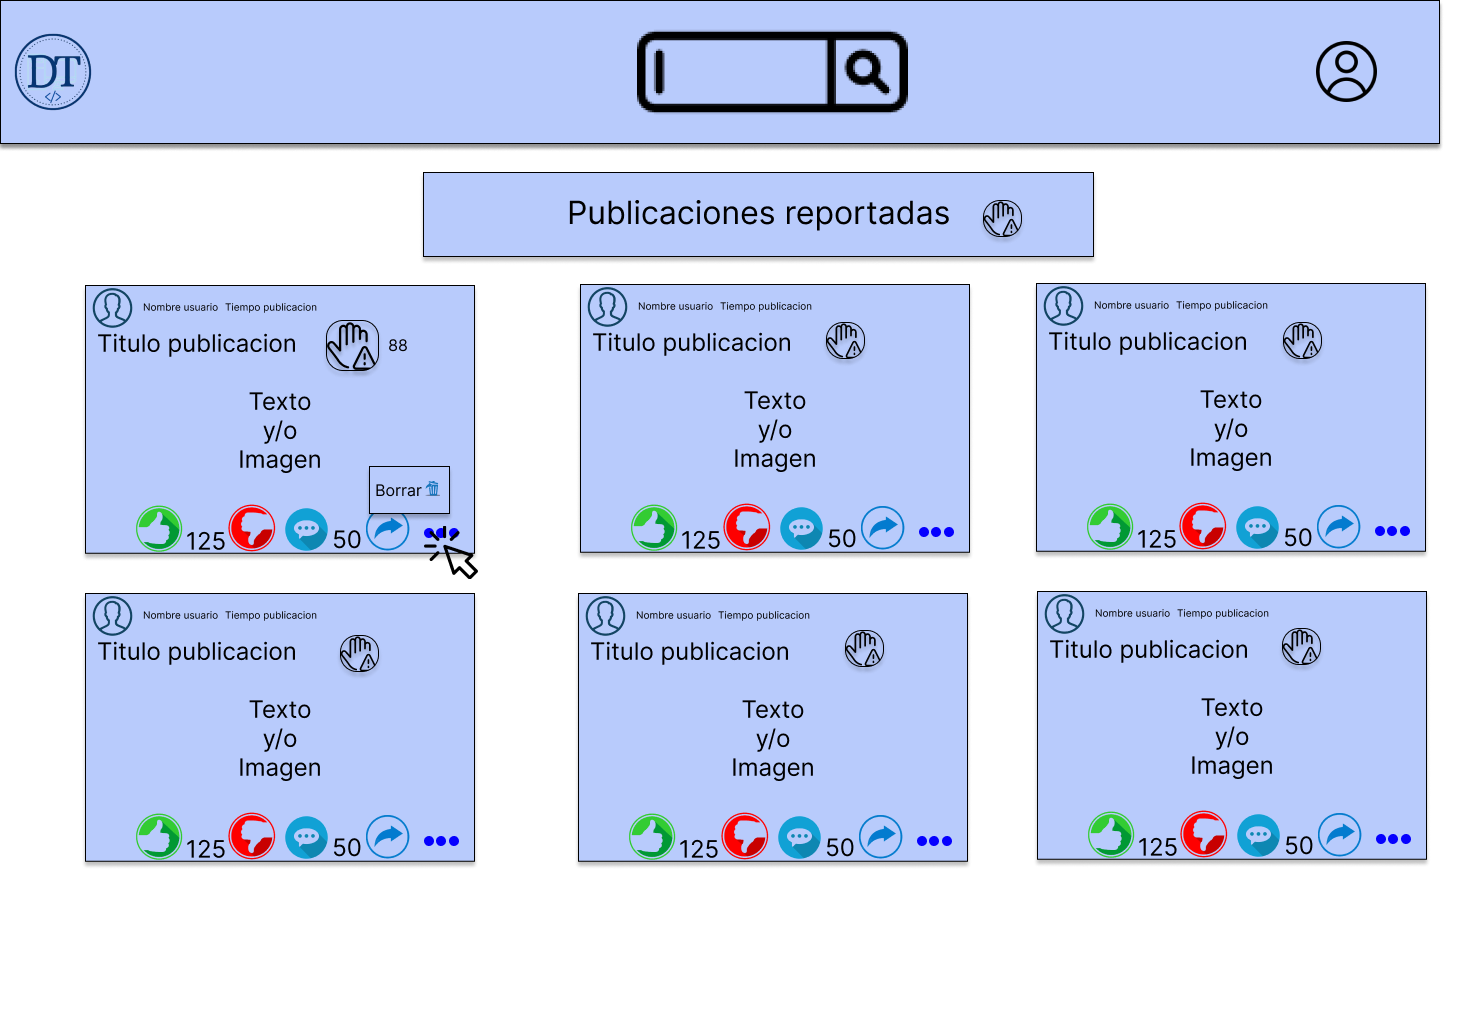 DT
</>
Publicaciones reportadas
Nombre usuario Tiempo publicacion
Titulo publicacion
88
Texto
y/o
Imagen
Borrar
125
50
Nombre usuario Tiempo publicacion
Titulo publicacion
Texto
y/o
Imagen
125
50
Nombre usuario Tiempo publicacion
Titulo publicacion
Texto
y/o
Imagen
125
50
Nombre usuario Tiempo publicacion
Titulo publicacion
Texto
y/o
Imagen
125
50
Nombre usuario Tiempo publicacion
Titulo publicacion
Texto
y/o
Imagen
125
50
Nombre usuario Tiempo publicacion
Titulo publicacion
Texto
y/o
Imagen
125
50